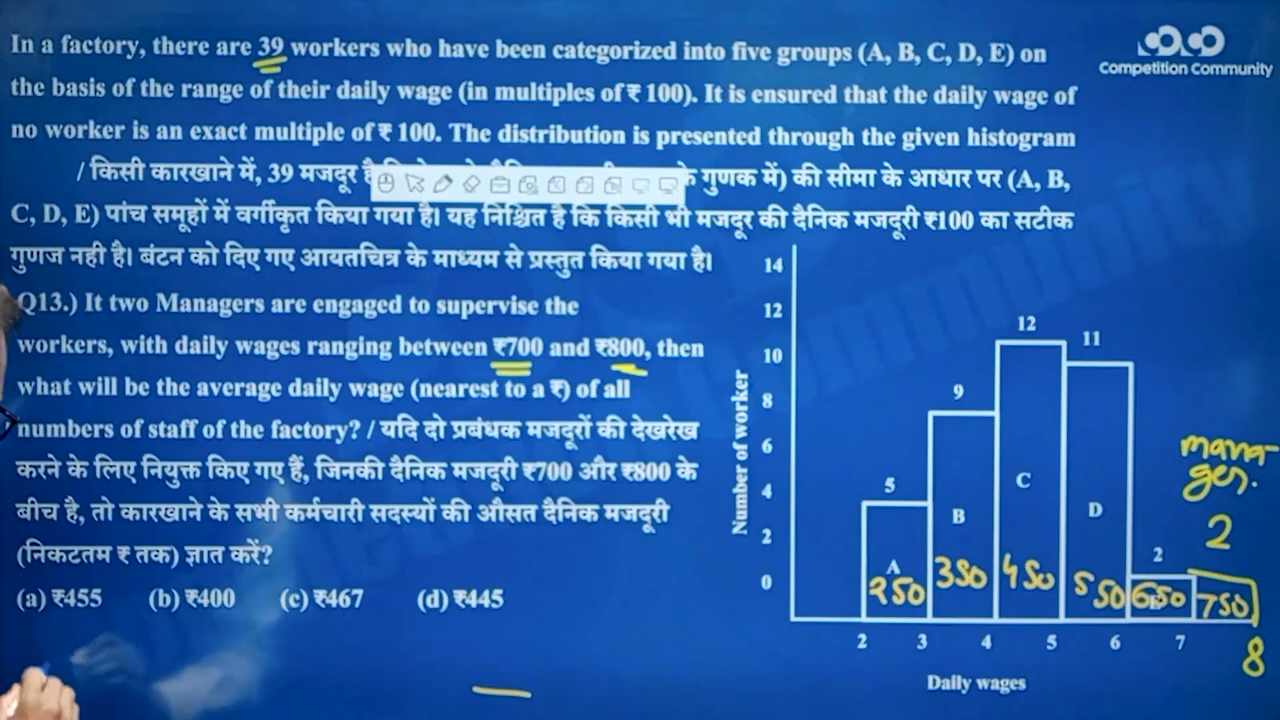 In a factory, there are 39 workers who have been categorized into five groups (A, B, C, D, E) on
the basis of the range of their daily wage (in multiples of ₹ 100). It is ensured that the daily wage of
no worker is an exact multiple of ₹ 100. The distribution is presented through the given histogram
/ किसी कारखाने में, 39 मजदूर के गुणक में) की सीमा के आधार पर (A, B,
C, D, E) पांच समूहों में वर्गीकृत किया गया है। यह निश्चित है कि किसी भी मजदूर की दैनिक मजदूरी ₹100 का सटीक
गुणज नही है। बंटन को दिए गए आयतचित्र के माध्यम से प्रस्तुत किया गया है।
Q13.) It two Managers are engaged to supervise the
workers, with daily wages ranging between ₹700 and ₹800, then
what will be the average daily wage (nearest to a ₹) of all
numbers of staff of the factory? / यदि दो प्रबंधक मजदूरों की देखरेख
करने के लिए नियुक्त किए गए हैं, जिनकी दैनिक मजदूरी ₹700 और ₹800 के
बीच है, तो कारखाने के सभी कर्मचारी सदस्यों की औसत दैनिक मजदूरी
(निकटतम ₹ तक) ज्ञात करें?
(a) ₹455 (b) ₹400 (c) ₹467 (d) ₹445
Competition Community
Number of worker
14
12
10
8
6
4
2
0
5
9
12
11
2
A
B
C
D
E
250
350
450
550
650
750
2 3 4 5 6 7
8
Daily wages
mana-
ger.
2